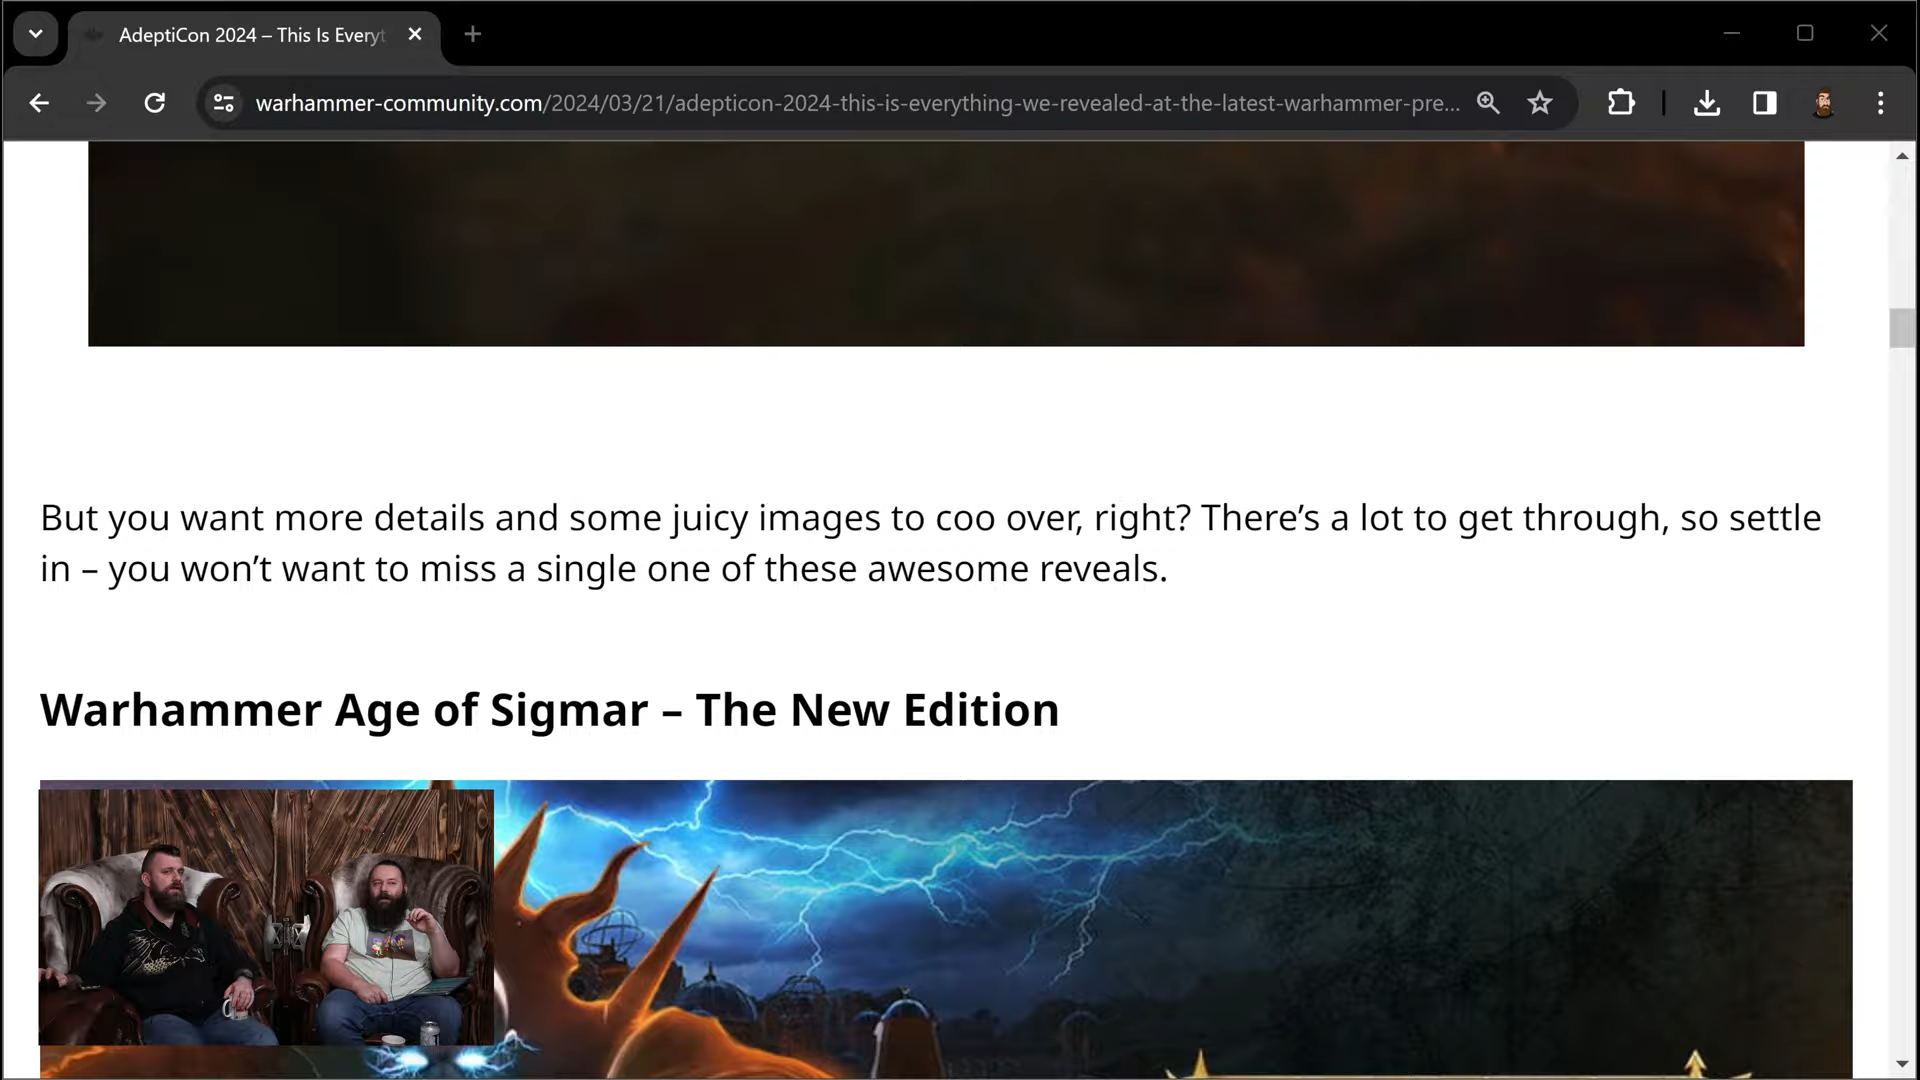 AdeptiCon 2024 – This Is Everyt
warhammer-community.com/2024/03/21/adepticon-2024-this-is-everything-we-revealed-at-the-latest-warhammer-pre...
But you want more details and some juicy images to coo over, right? There’s a lot to get through, so settle
in – you won’t want to miss a single one of these awesome reveals.
Warhammer Age of Sigmar – The New Edition